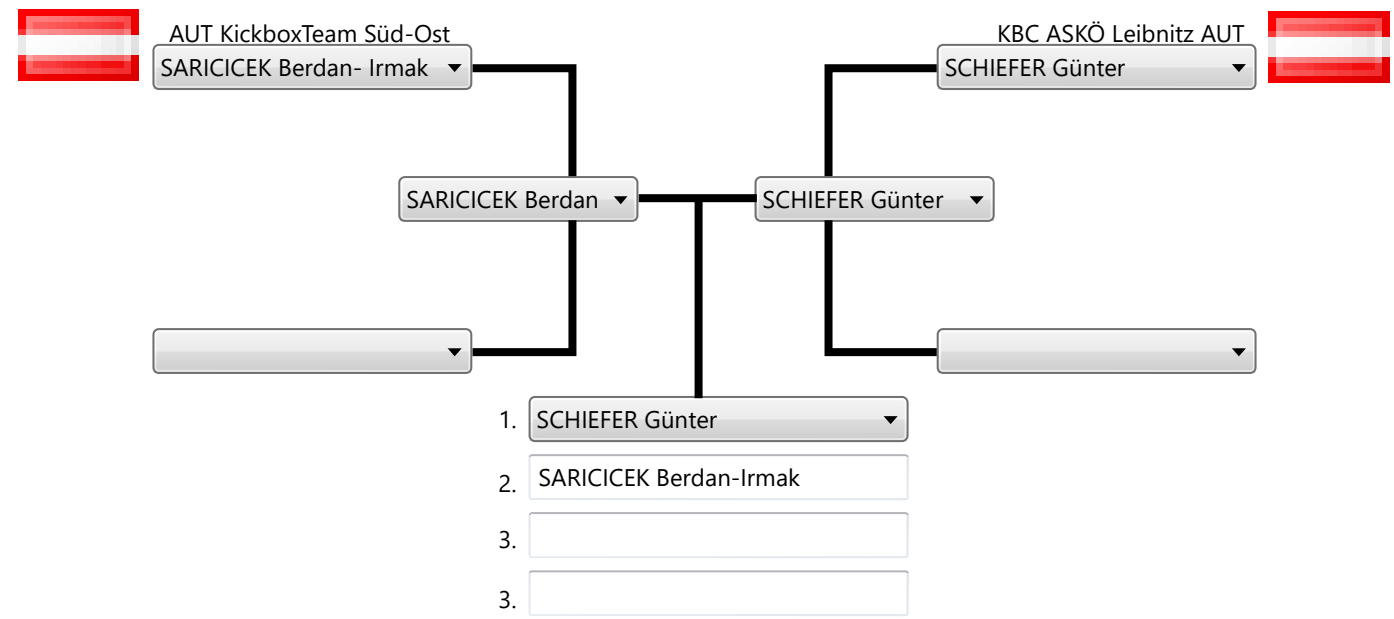 AUT KickboxTeam Süd-Ost
KBC ASKÖ Leibnitz AUT
SARICICEK Berdan- Irmak
SCHIEFER Günter
SARICICEK Berdan
SCHIEFER Günter
1. SCHIEFER Günter
2. SARICICEK Berdan-Irmak
3.
3.